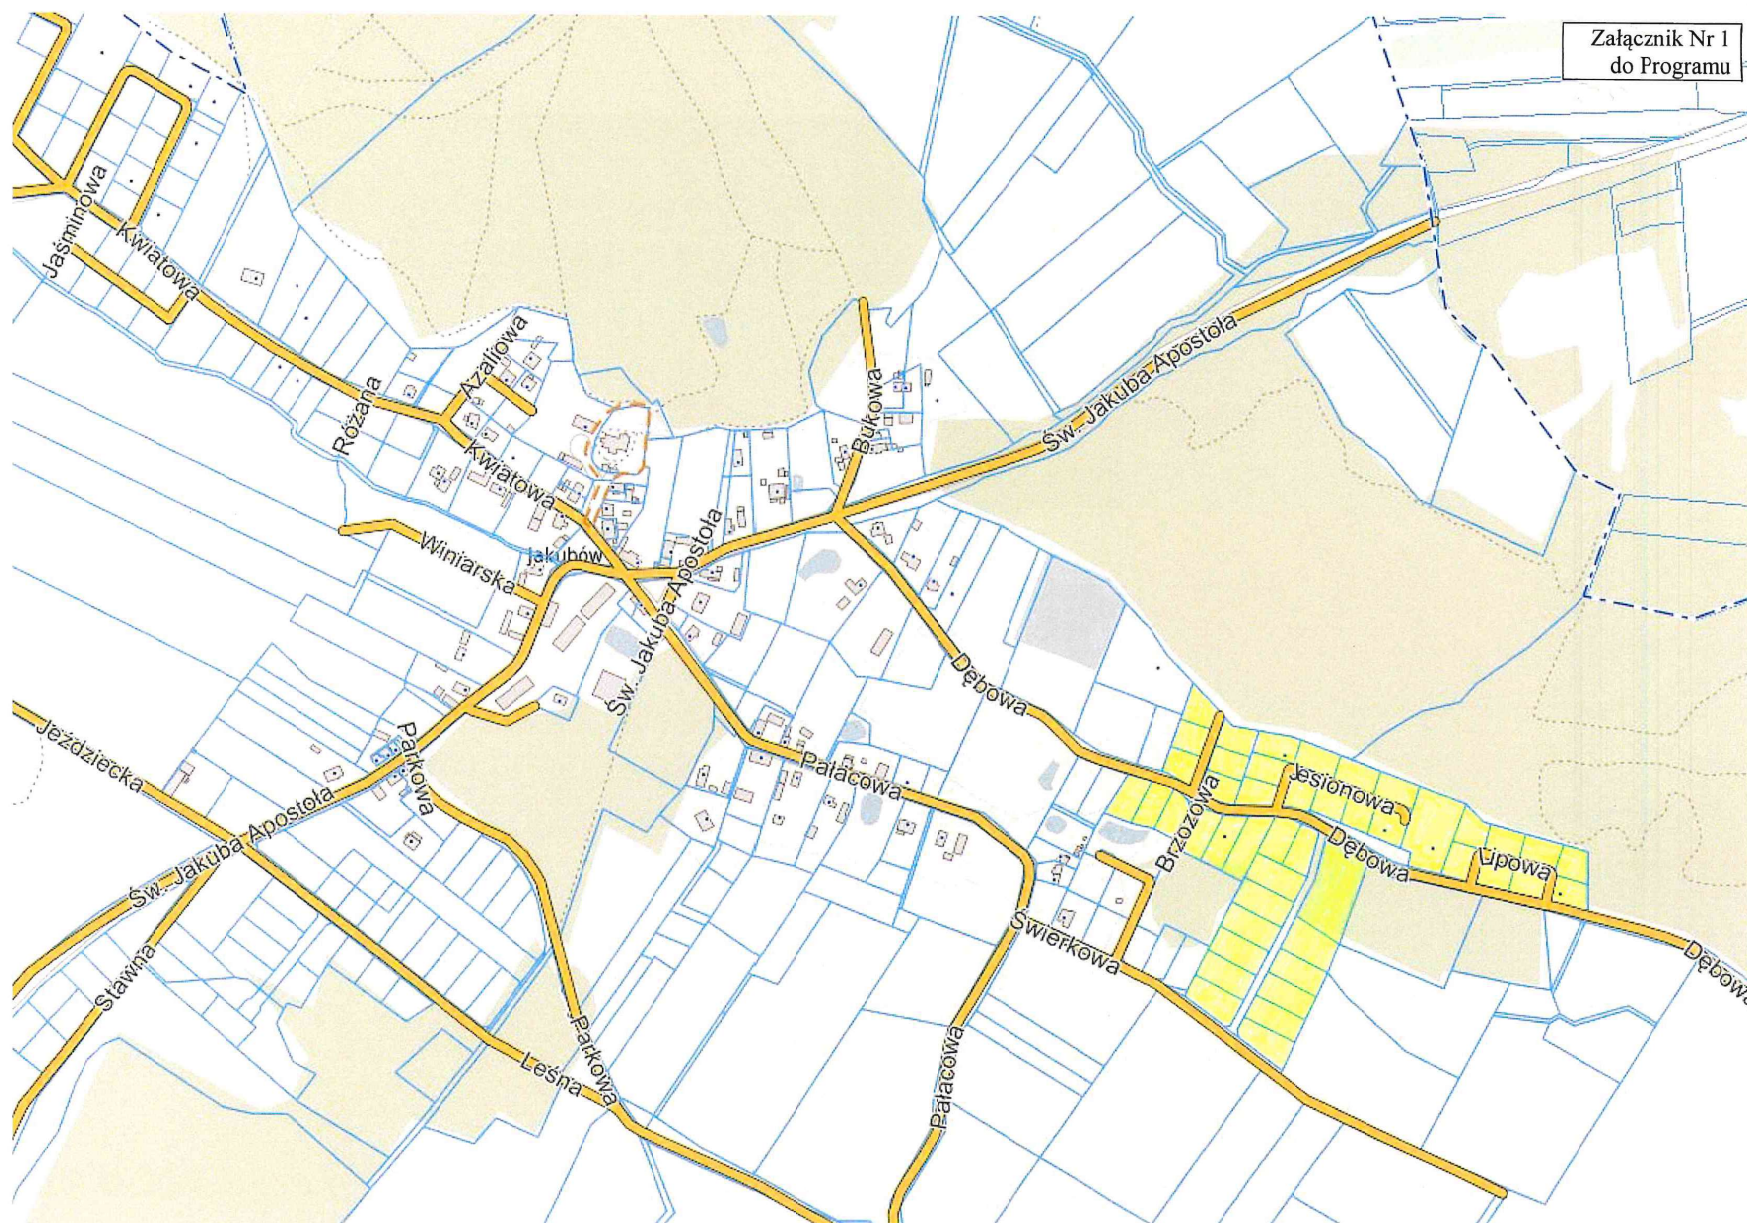 Załącznik Nr 1
do Programu
Jaśminowa
Kwiatowa
Azaliowa
Różana
Bukowa
Św. Jakuba Apostoła
Kwiatowa
Winiarska
Jakubów
Św. Jakuba Apostoła
Dębowa
Jeździecka
Parkowa
Pałacowa
Św. Jakuba Apostoła
Jesionowa
Brzozowa
Dębowa
Lipowa
Stawna
Świerkowa
Dębowa
Leśna
Parkowa
Pałacowa